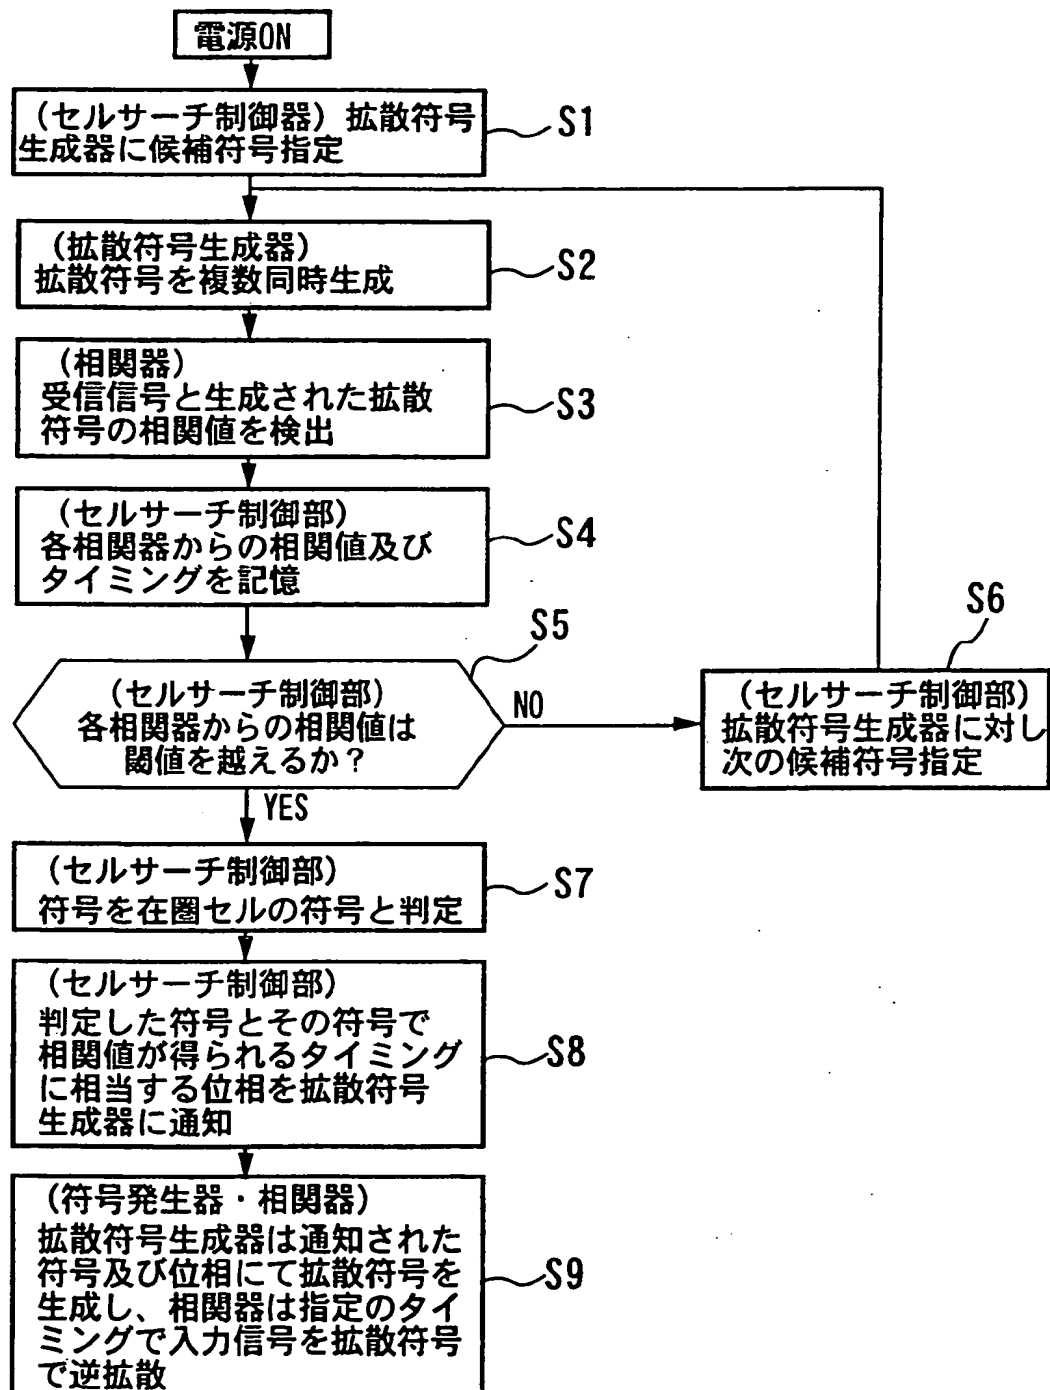 電源ON
(セルサーチ制御器)拡散符号
生成器に候補符号指定
S1
(拡散符号生成器)
拡散符号を複数同時生成
S2
(相関器)
受信信号と生成された拡散
符号の相関値を検出
S3
(セルサーチ制御部)
各相関器からの相関値及び
タイミングを記憶
S4
S5
(セルサーチ制御部)
各相関器からの相関値は
閾値を越えるか?
NO
YES
S6
(セルサーチ制御部)
拡散符号生成器に対し
次の候補符号指定
(セルサーチ制御部)
符号を在圏セルの符号と判定
S7
(セルサーチ制御部)
判定した符号とその符号で
相関値が得られるタイミング
に相当する位相を拡散符号
生成器に通知
S8
(符号発生器・相関器)
拡散符号生成器は通知された
符号及び位相にて拡散符号を
生成し、相関器は指定のタイ
ミングで入力信号を拡散符号
で逆拡散
S9